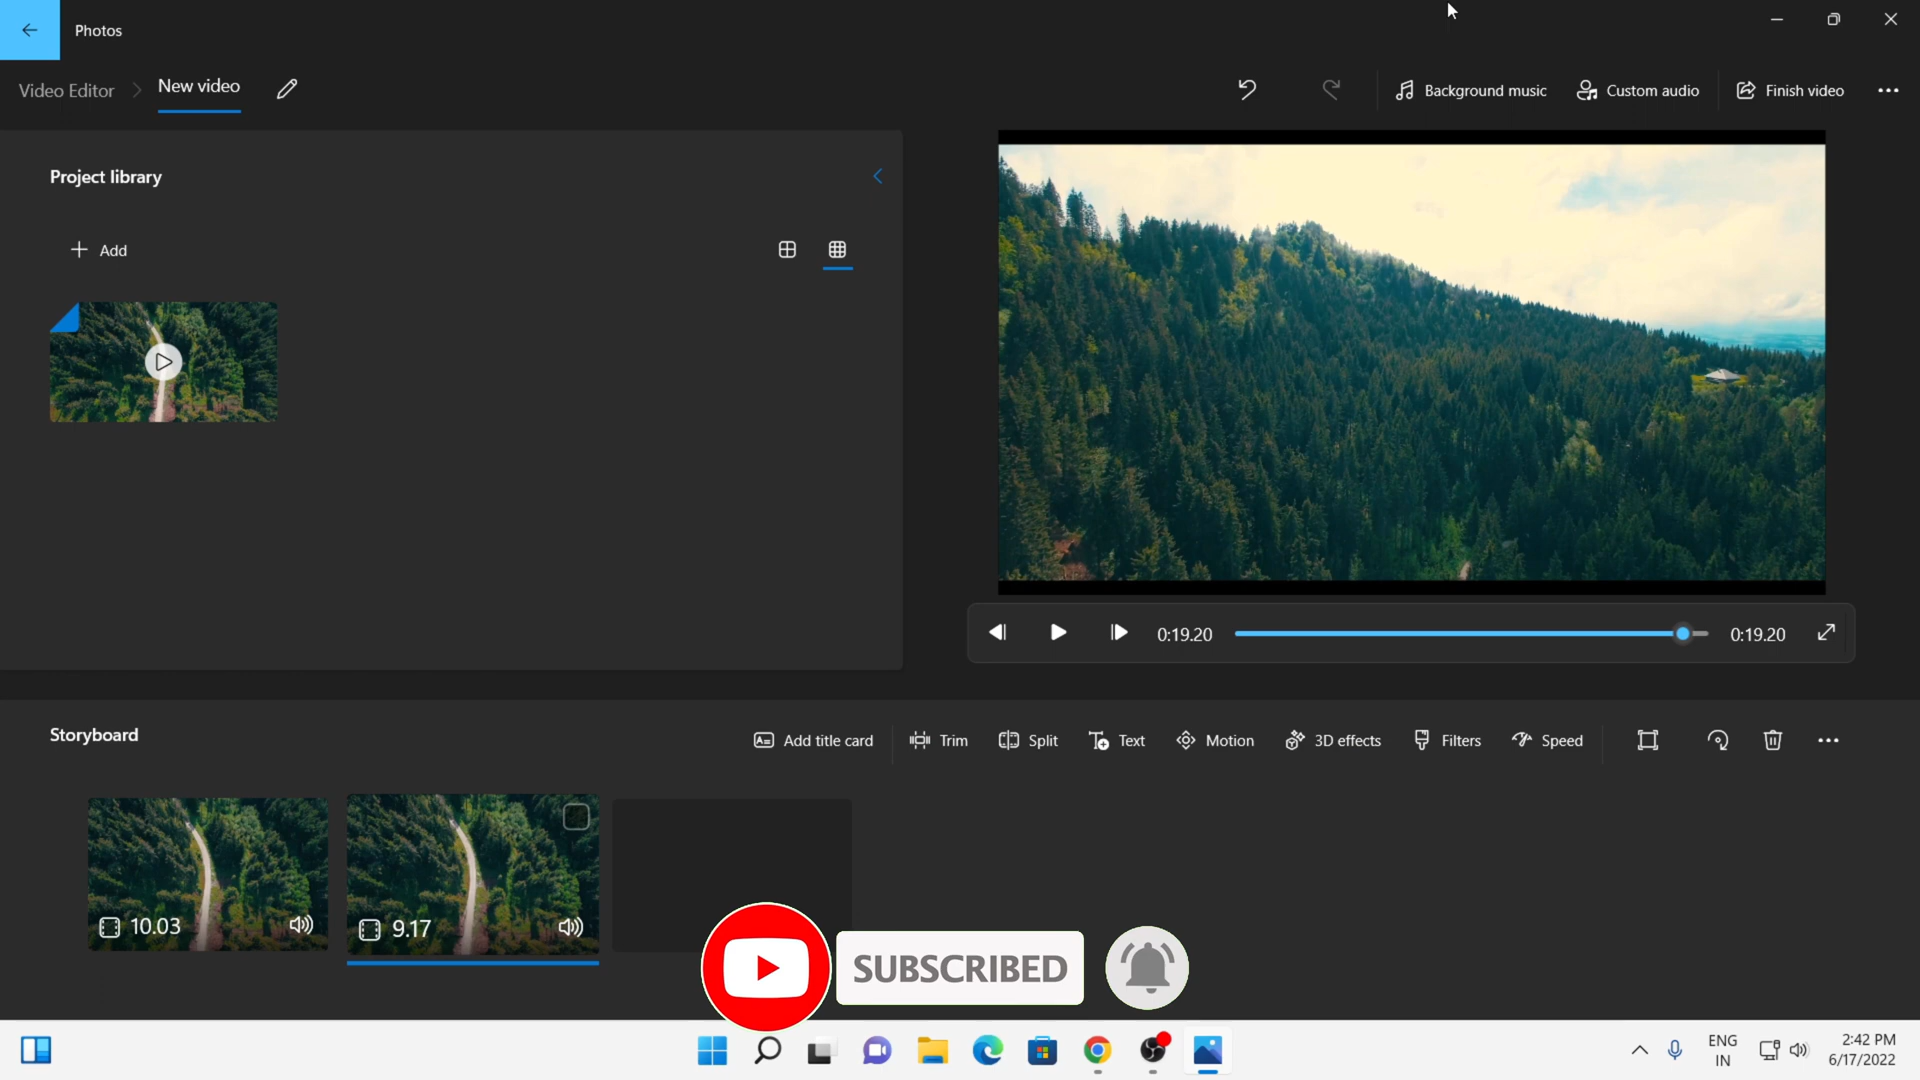 Photos
Video Editor
New video
Background music
Custom audio
Finish video
Project library
Add
0:19.20
0:19.20
Storyboard
Add title card
Trim
Split
Text
Motion
3D effects
Filters
Speed
10.03
9.17
SUBSCRIBED
ENG
IN
2:42 PM
6/17/2022